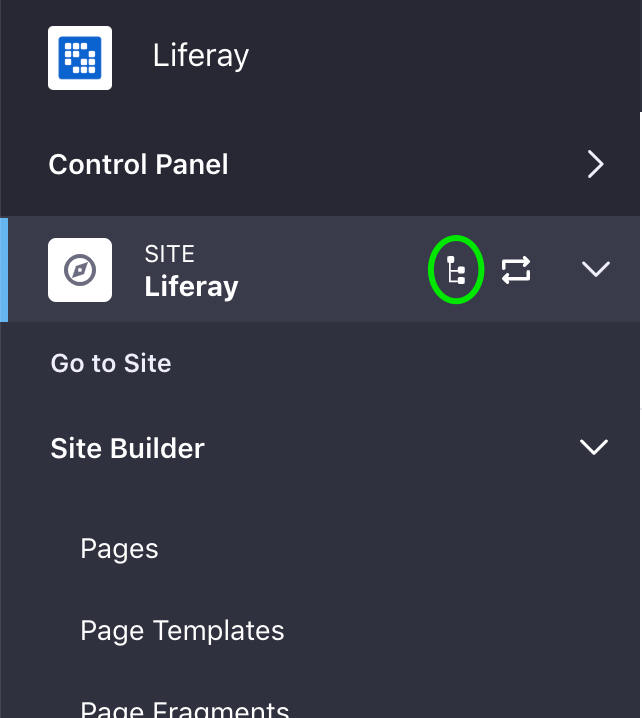 Liferay
Control Panel
SITE
Liferay
Go to Site
Site Builder
Pages
Page Templates
Page Fragments